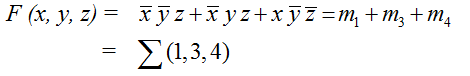 F (x, y, z) = x̅ y̅ z + x̅ y z + x y̅ z̅ = m₁ + m₃ + m₄
= ∑(1,3,4)